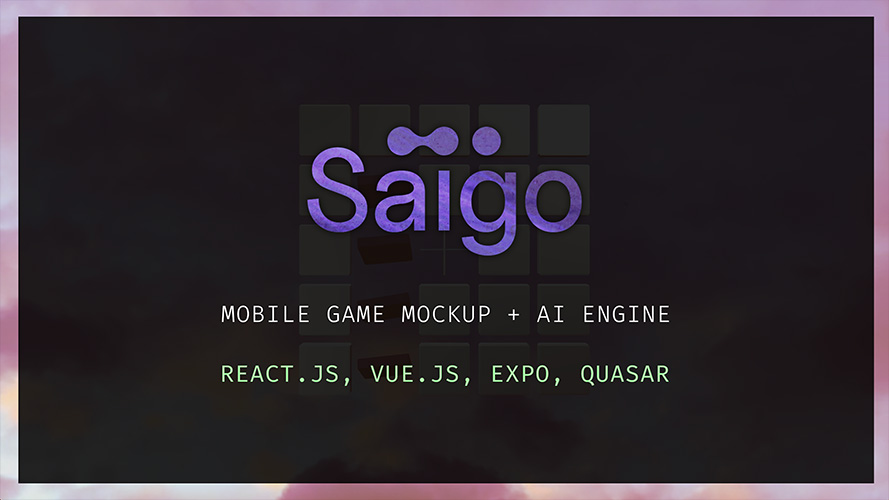 Saigo
MOBILE GAME MOCKUP + AI ENGINE
REACT.JS, VUE.JS, EXPO, QUASAR